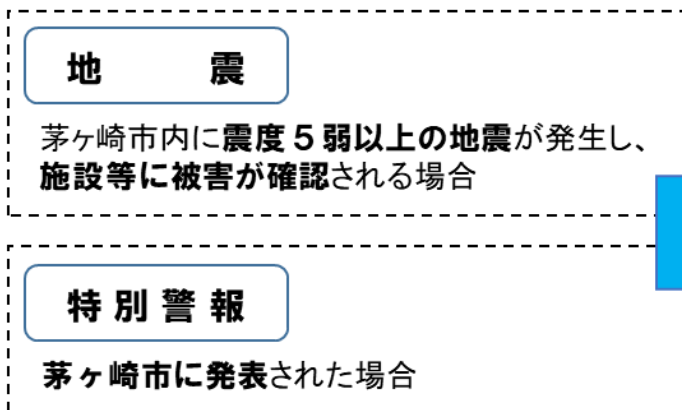 地　震
茅ヶ崎市内に震度５弱以上の地震が発生し、
施設等に被害が確認される場合
特別警報
茅ヶ崎市に発表された場合